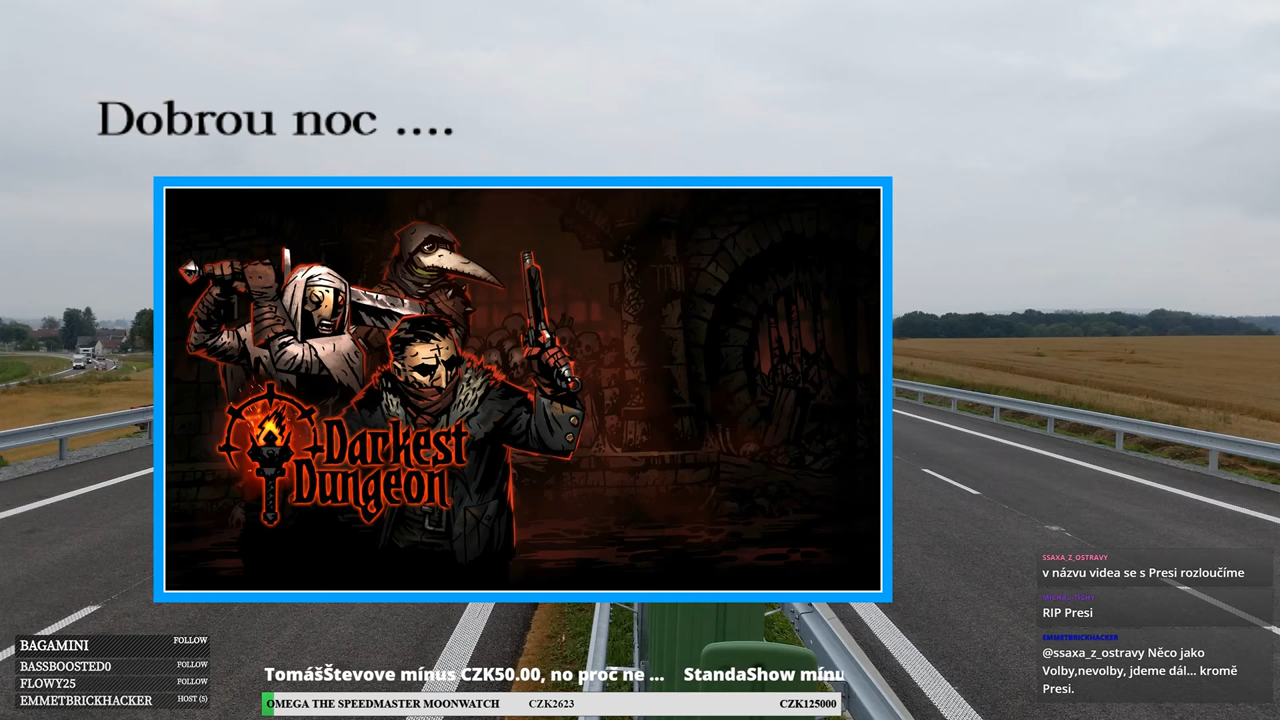 Dobrou noc ....
Darkest
Dungeon
SSAXA_Z_OSTRAVY
v názvu videa se s Presi rozloučíme
RIP Presi
EMMETBRICKHACKER
@ssaxa_z_ostravy Něco jako
Volby,nevolby, jdeme dál... kromě
Presi.
BAGAMINI FOLLOW
BASSBOOSTED0 FOLLOW
FLOWY25 FOLLOW
EMMETBRICKHACKER HOST (5)
TomášŠtevove mínus CZK50.00, no proč ne ... StandaShow mínu
OMEGA THE SPEEDMASTER MOONWATCH CZK2623 CZK125000